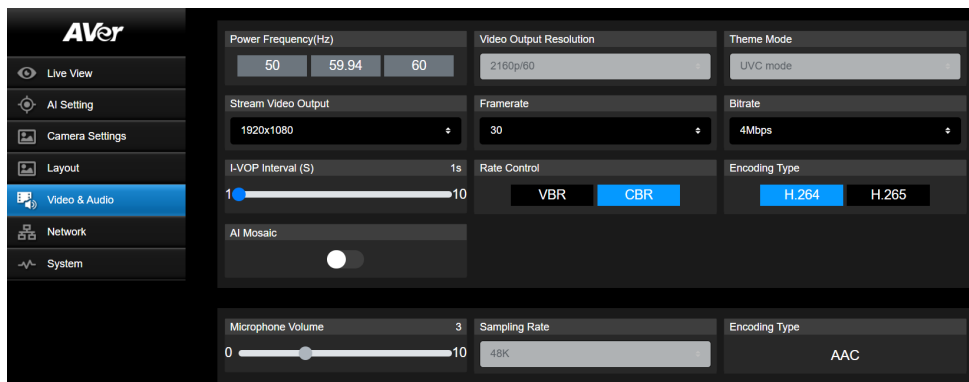 AVer
Live View
AI Setting
Camera Settings
Layout
Video & Audio
Network
System
Power Frequency(Hz)
50 59.94 60
Video Output Resolution
2160p/60
Theme Mode
UVC mode
Stream Video Output
1920x1080
Framerate
30
Bitrate
4Mbps
I-VOP Interval (S) 1s
1 10
Rate Control
VBR CBR
Encoding Type
H.264 H.265
AI Mosaic
Microphone Volume 3
0 10
Sampling Rate
48K
Encoding Type
AAC